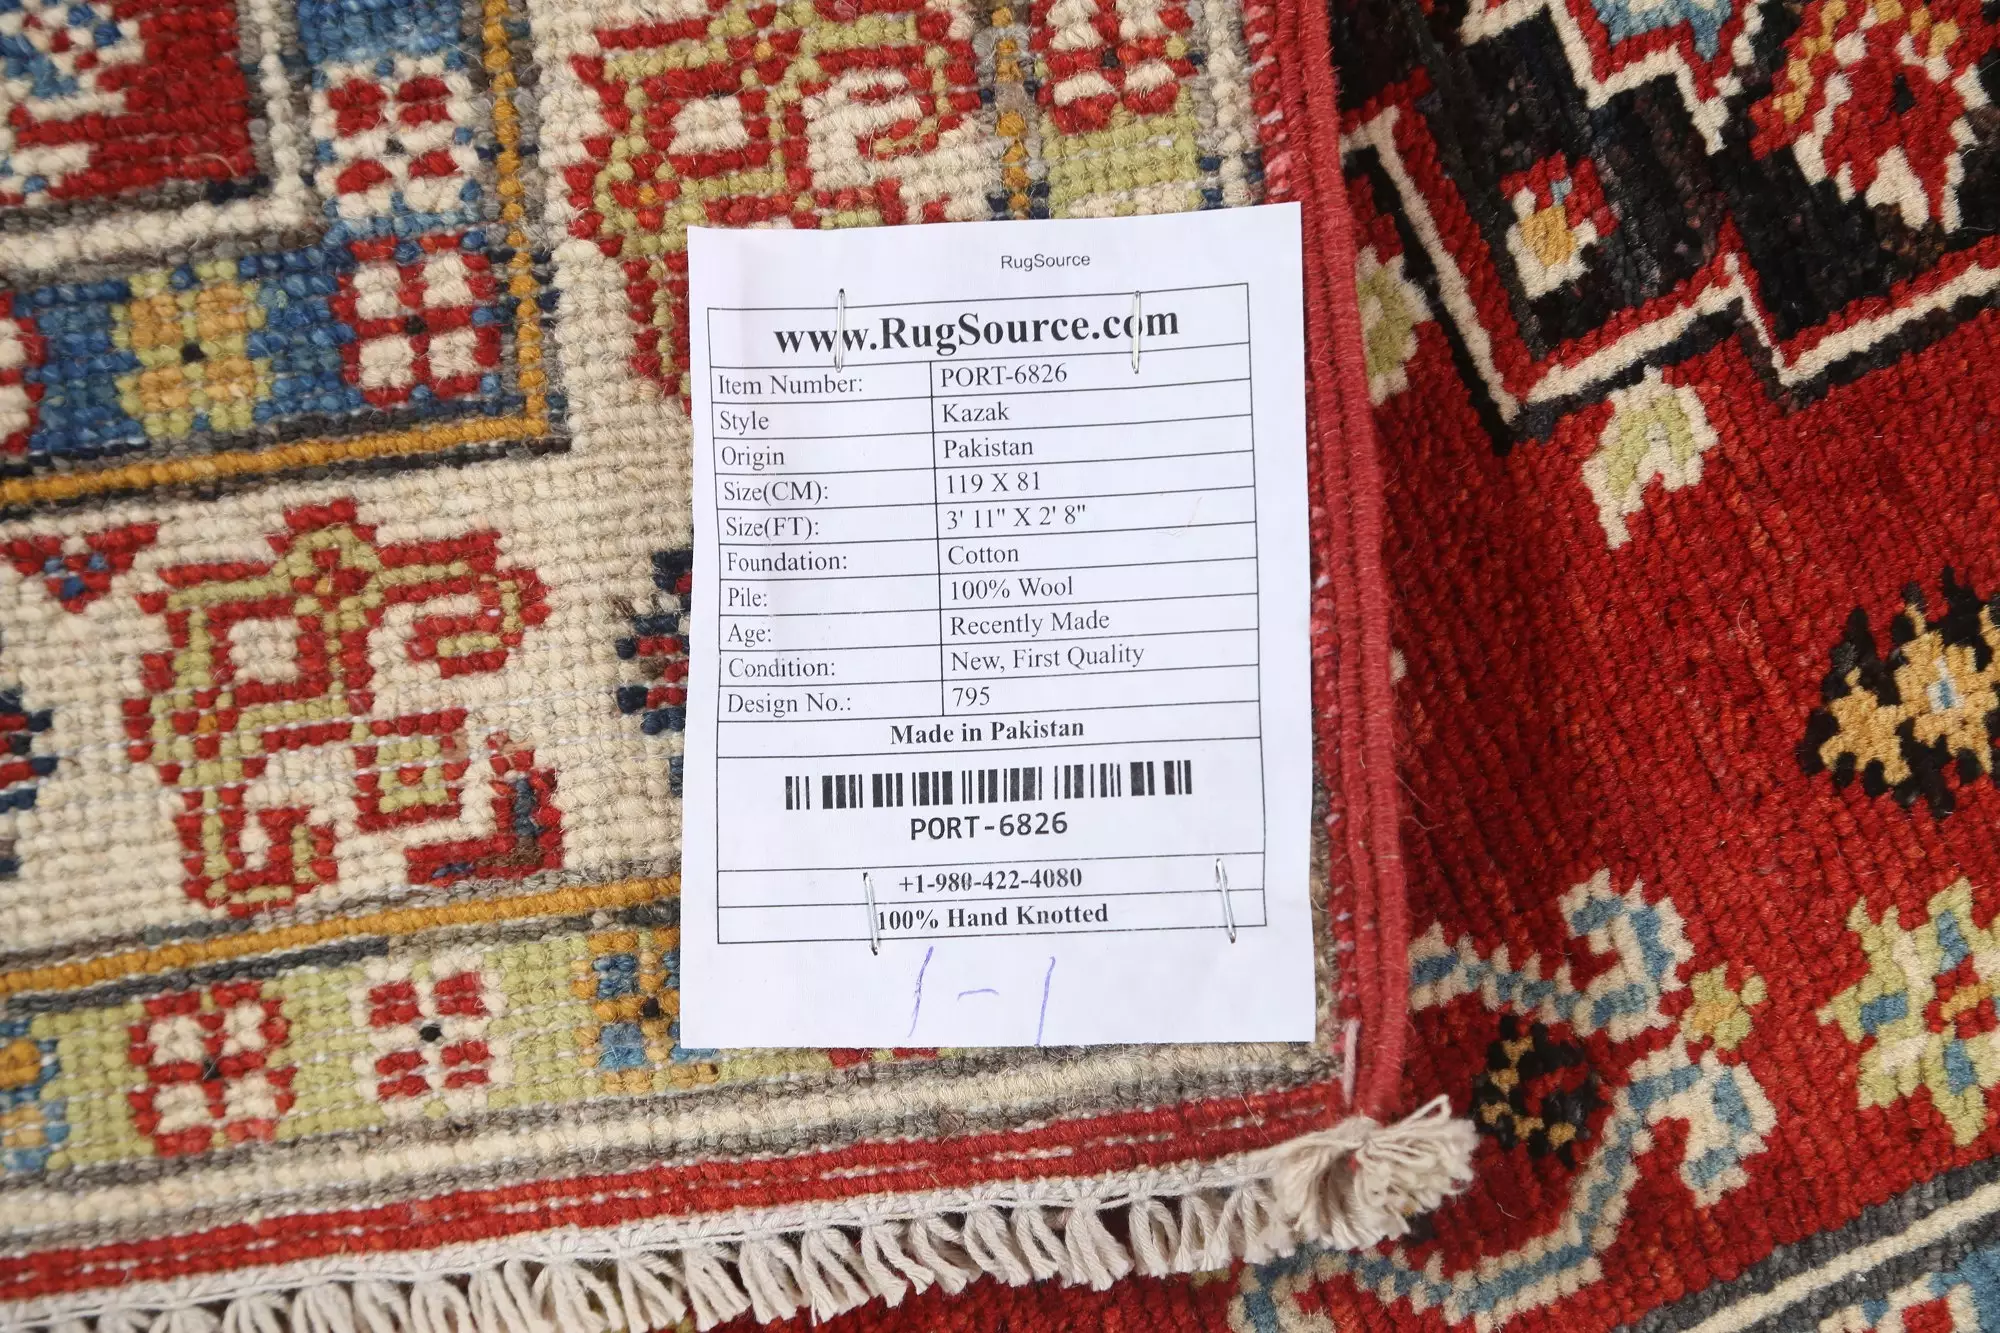 RugSource
www.RugSource.com
Item Number: PORT-6826
Style Kazak
Origin Pakistan
Size(CM): 119 X 81
Size(FT): 3' 11" X 2' 8"
Foundation: Cotton
Pile: 100% Wool
Age: Recently Made
Condition: New, First Quality
Design No.: 795
Made in Pakistan
PORT-6826
+1-980-422-4080
100% Hand Knotted
1-1